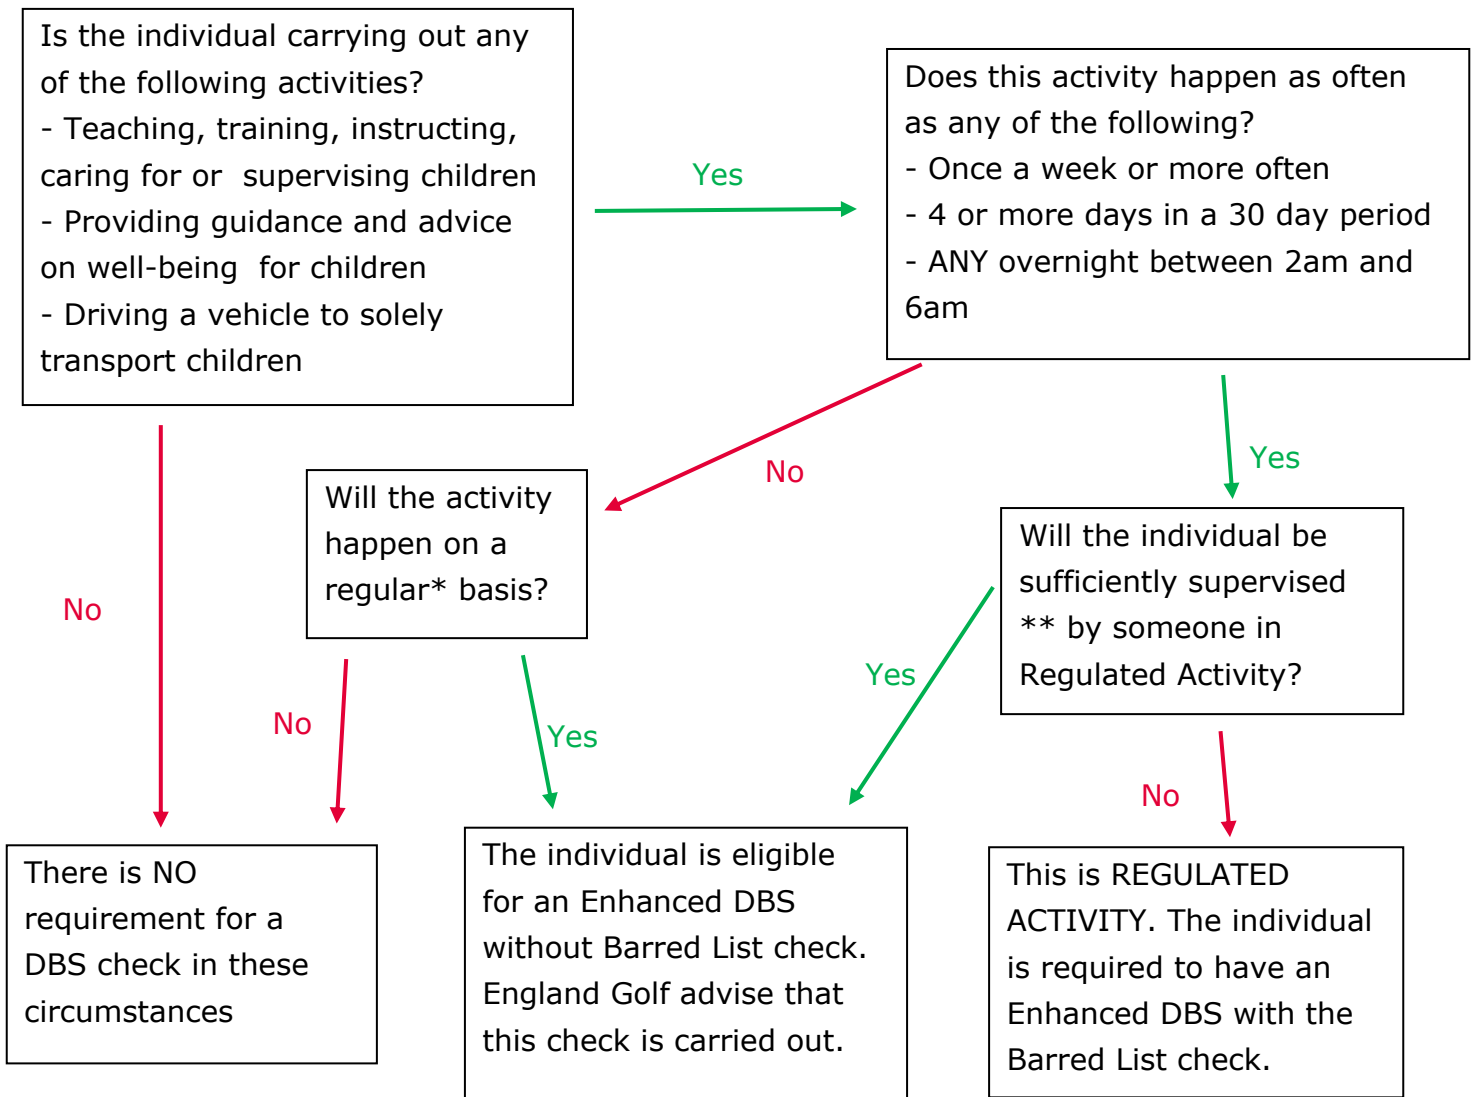 Is the individual carrying out any
of the following activities?
- Teaching, training, instructing,
caring for or  supervising children
- Providing guidance and advice
on well-being  for children
- Driving a vehicle to solely
transport children
Yes
Does this activity happen as often
as any of the following?
- Once a week or more often
- 4 or more days in a 30 day period
- ANY overnight between 2am and
6am
No
Yes
Will the activity
happen on a
regular* basis?
Will the individual be
sufficiently supervised
** by someone in
Regulated Activity?
No
No
Yes
Yes
No
There is NO
requirement for a
DBS check in these
circumstances
The individual is eligible
for an Enhanced DBS
without Barred List check.
England Golf advise that
this check is carried out.
This is REGULATED
ACTIVITY. The individual
is required to have an
Enhanced DBS with the
Barred List check.